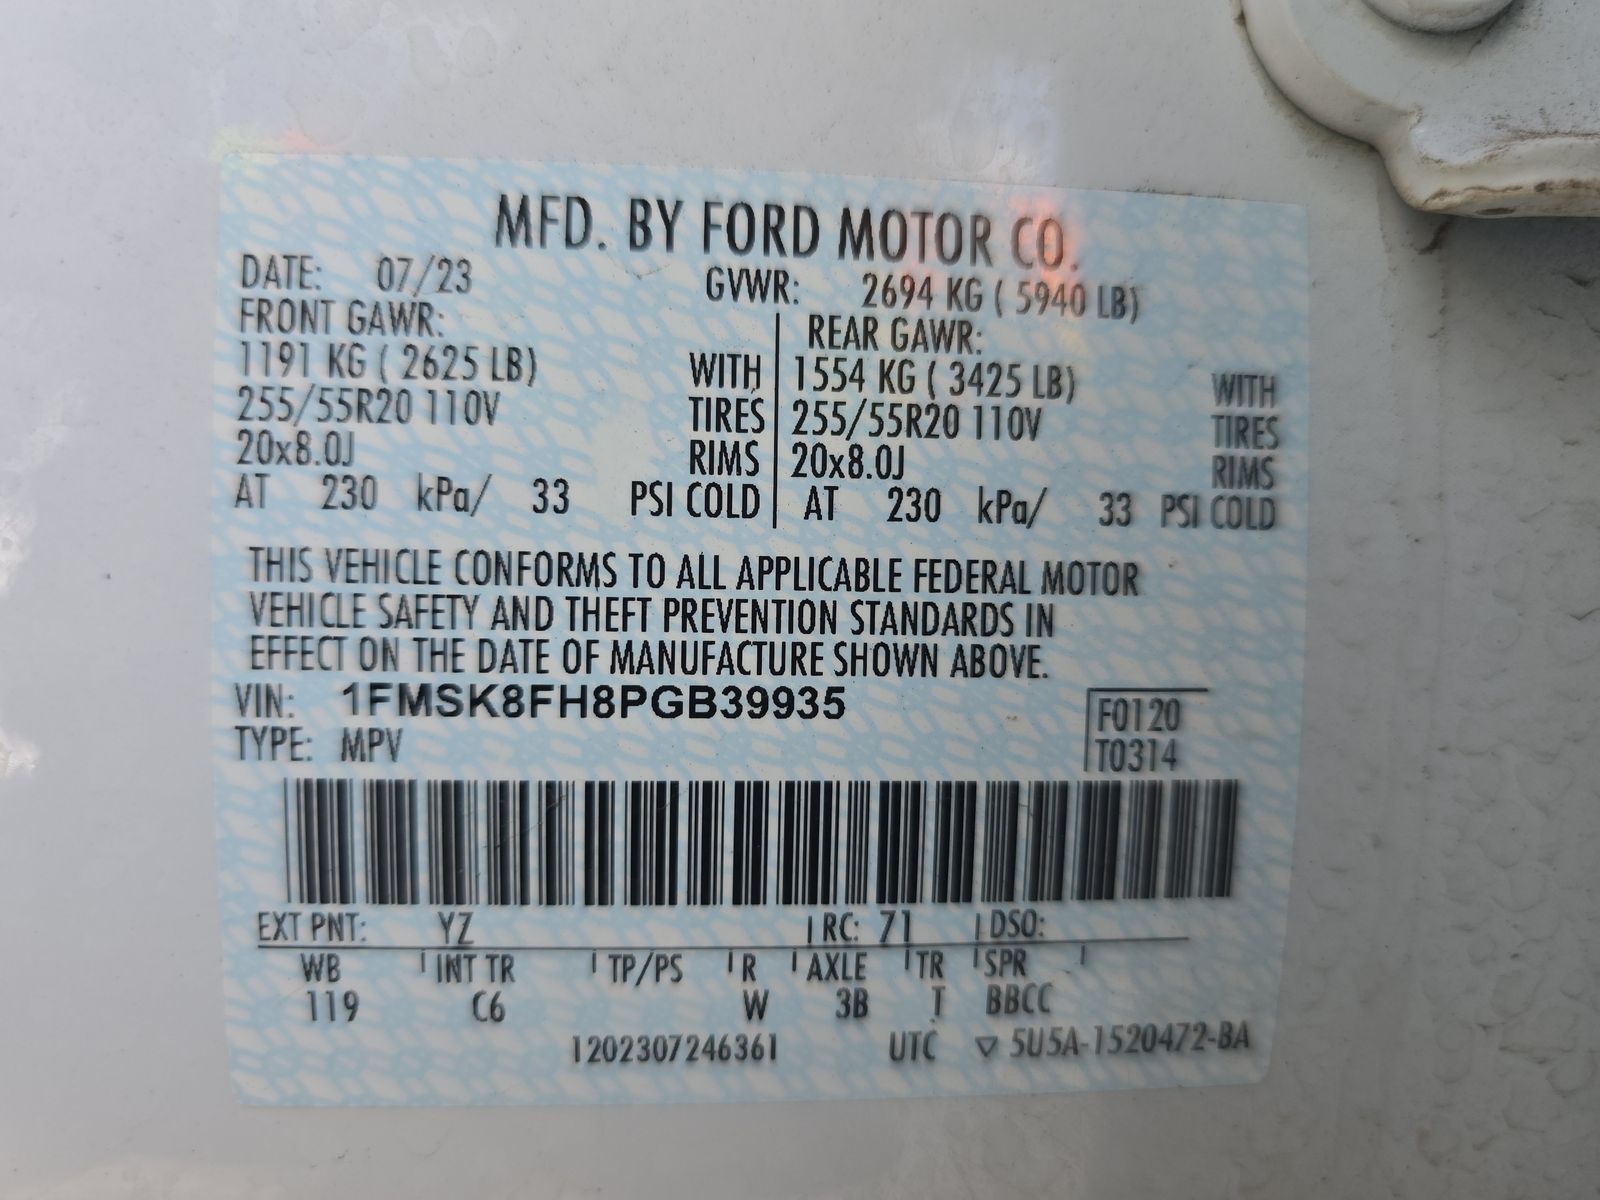 MFD. BY FORD MOTOR CO.
DATE: 07/23 GVWR: 2694 KG ( 5940 LB)
FRONT GAWR: REAR GAWR:
1191 KG ( 2625 LB) WITH 1554 KG ( 3425 LB) WITH
255/55R20 110V TIRES 255/55R20 110V TIRES
20x8.0J RIMS 20x8.0J RIMS
AT 230 kPa/ 33 PSI COLD AT 230 kPa/ 33 PSI COLD
THIS VEHICLE CONFORMS TO ALL APPLICABLE FEDERAL MOTOR
VEHICLE SAFETY AND THEFT PREVENTION STANDARDS IN
EFFECT ON THE DATE OF MANUFACTURE SHOWN ABOVE.
VIN: 1FMSK8FH8PGB39935 F0120
TYPE: MPV T0314
EXT PNT: YZ RC: 71 DSO:
WB INT TR TP/PS R AXLE TR SPR
119 C6 W 3B T BBCC
1202307246361 UTC ▽ 5U5A-1520472-BA